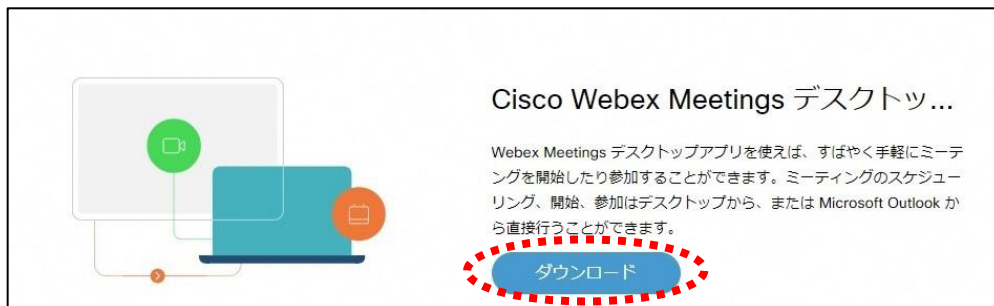 Cisco Webex Meetings デスクトッ...
Webex Meetings デスクトップアプリを使えば、すばやく手軽にミーテ
ィングを開始したり参加することができます。ミーティングのスケジュー
リング、開始、参加はデスクトップから、または Microsoft Outlook か
ら直接行うことができます。
ダウンロード